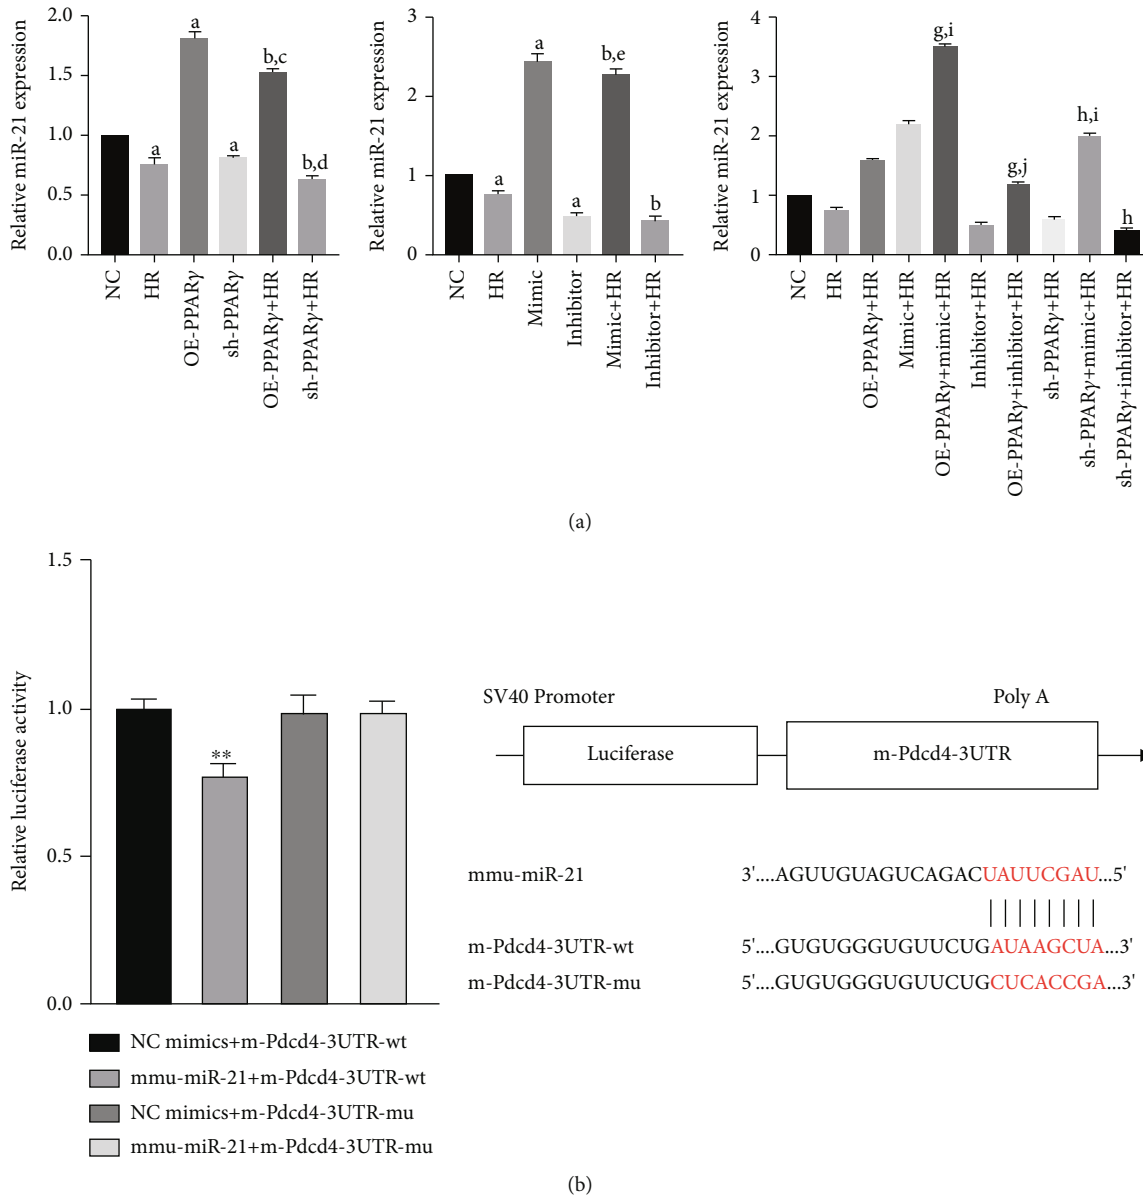 Relative miR-21 expression
2.0
1.5
1.0
0.5
0.0
a
a
a
b,c
b,d
NC
HR
OE-PPARγ
sh-PPARγ
OE-PPARγ+HR
sh-PPARγ+HR
Relative miR-21 expression
3
2
1
0
a
a
a
b,e
b
NC
HR
Mimic
Inhibitor
Mimic+HR
Inhibitor+HR
Relative miR-21 expression
4
3
2
1
0
g,i
g,j
h,i
h
NC
HR
OE-PPARγ+HR
Mimic+HR
OE-PPARγ+mimic+HR
Inhibitor+HR
OE-PPARγ+inhibitor+HR
sh-PPARγ+HR
sh-PPARγ+mimic+HR
sh-PPARγ+inhibitor+HR
(a)
Relative luciferase activity
1.5
1.0
0.5
0.0
**
NC mimics+m-Pdcd4-3UTR-wt
mmu-miR-21+m-Pdcd4-3UTR-wt
NC mimics+m-Pdcd4-3UTR-mu
mmu-miR-21+m-Pdcd4-3UTR-mu
SV40 Promoter Poly A
Luciferase m-Pdcd4-3UTR
mmu-miR-21 3'....AGUUGUAGUCAGACUAUUCGAU...5'
m-Pdcd4-3UTR-wt 5'....GUGUGGGUGUUCUGAUAAGCUA...3'
m-Pdcd4-3UTR-mu 5'....GUGUGGGUGUUCUGCUCACCGA...3'
(b)